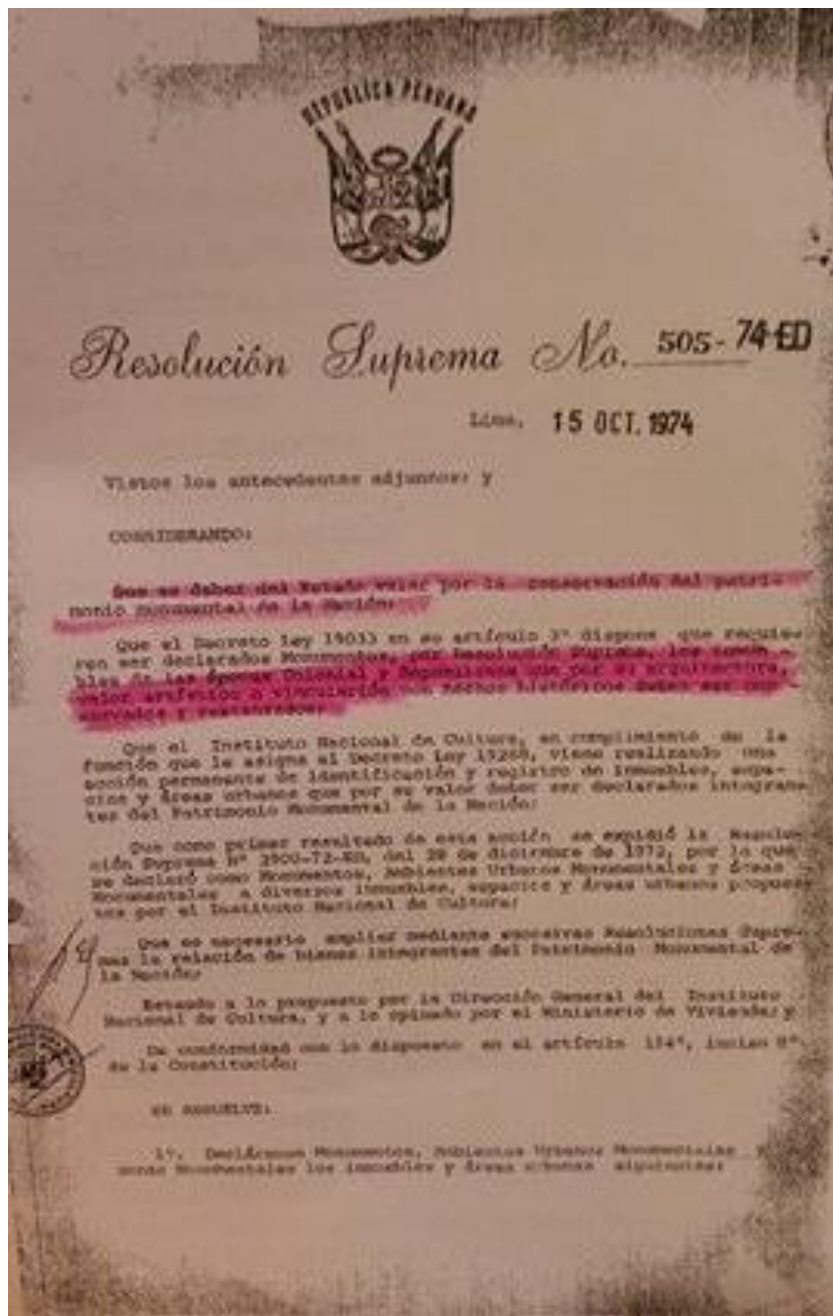 REPUBLICA PERUANA
Resolución Suprema No. 505-74-ED
Lima, 15 OCT. 1974
Vistos los antecedentes adjuntos; y
CONSIDERANDO:
Que es deber del Estado velar por la conservación del patri-
monio monumental de la Nación;
Que el Decreto Ley 19033 en su artículo 3° dispone que requie-
ren ser declarados Monumentos, por Resolución Suprema, los inmue-
bles de las épocas Colonial y Republicana que por su arquitectura,
valor artístico o vinculación con hechos históricos deben ser con-
servados y restaurados;
Que el Instituto Nacional de Cultura, en cumplimiento de la
función que le asigna el Decreto Ley 19268, viene realizando una
acción permanente de identificación y registro de inmuebles, espa-
cios y áreas urbanos que por su valor deben ser declarados integran-
tes del Patrimonio Monumental de la Nación;
Que como primer resultado de esta acción se expidió la Resolu-
ción Suprema N° 2900-72-ED, del 28 de diciembre de 1972, por la que
se declaró como Monumentos, Ambientes Urbanos Monumentales y áreas
Monumentales a diversos inmuebles, espacios y áreas urbanos propues-
tos por el Instituto Nacional de Cultura;
Que es necesario ampliar mediante sucesivas Resoluciones Supre-
mas la relación de bienes integrantes del Patrimonio Monumental de
la Nación;
Estando a lo propuesto por la Dirección General del Instituto
Nacional de Cultura, y a lo opinado por el Ministerio de Vivienda; y
De conformidad con lo dispuesto en el artículo 154°, inciso 8°
de la Constitución;
SE RESUELVE:
1°. Decláranse Monumentos, Ambientes Urbanos Monumentales y
Monumentales los inmuebles y áreas urbanas siguientes: